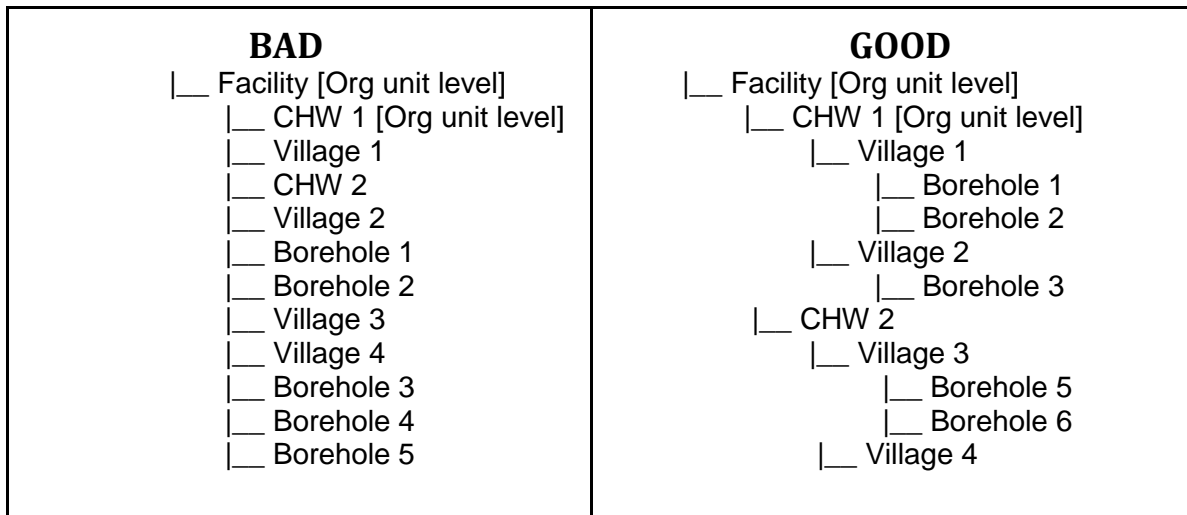 BAD
|__ Facility [Org unit level]
|__ CHW 1 [Org unit level]
|__ Village 1
|__ CHW 2
|__ Village 2
|__ Borehole 1
|__ Borehole 2
|__ Village 3
|__ Village 4
|__ Borehole 3
|__ Borehole 4
|__ Borehole 5
GOOD
|__ Facility [Org unit level]
|__ CHW 1 [Org unit level]
|__ Village 1
|__ Borehole 1
|__ Borehole 2
|__ Village 2
|__ Borehole 3
|__ CHW 2
|__ Village 3
|__ Borehole 5
|__ Borehole 6
|__ Village 4